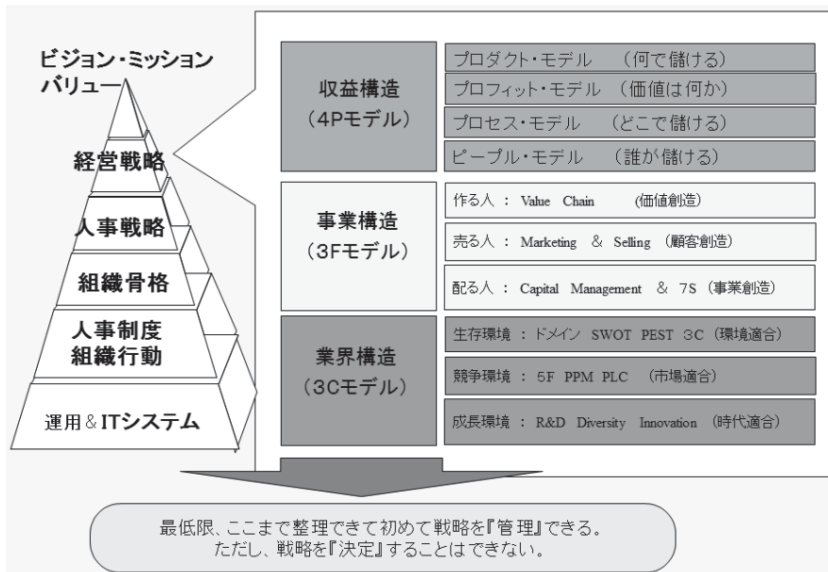 ビジョン・ミッション
バリュー
経営戦略
人事戦略
組織骨格
人事制度
組織行動
運用&ITシステム
収益構造
(4Pモデル)
プロダクト・モデル (何で儲ける)
プロフィット・モデル (価値は何か)
プロセス・モデル (どこで儲ける)
ピープル・モデル (誰が儲ける)
事業構造
(3Fモデル)
作る人 : Value Chain (価値創造)
売る人 : Marketing & Selling (顧客創造)
配る人 : Capital Management & 7S (事業創造)
業界構造
(3Cモデル)
生存環境 : ドメイン SWOT PEST 3C (環境適合)
競争環境 : 5F PPM PLC (市場適合)
成長環境 : R&D Diversity Innovation (時代適合)
最低限、ここまで整理できて初めて戦略を『管理』できる。
ただし、戦略を『決定』することはできない。